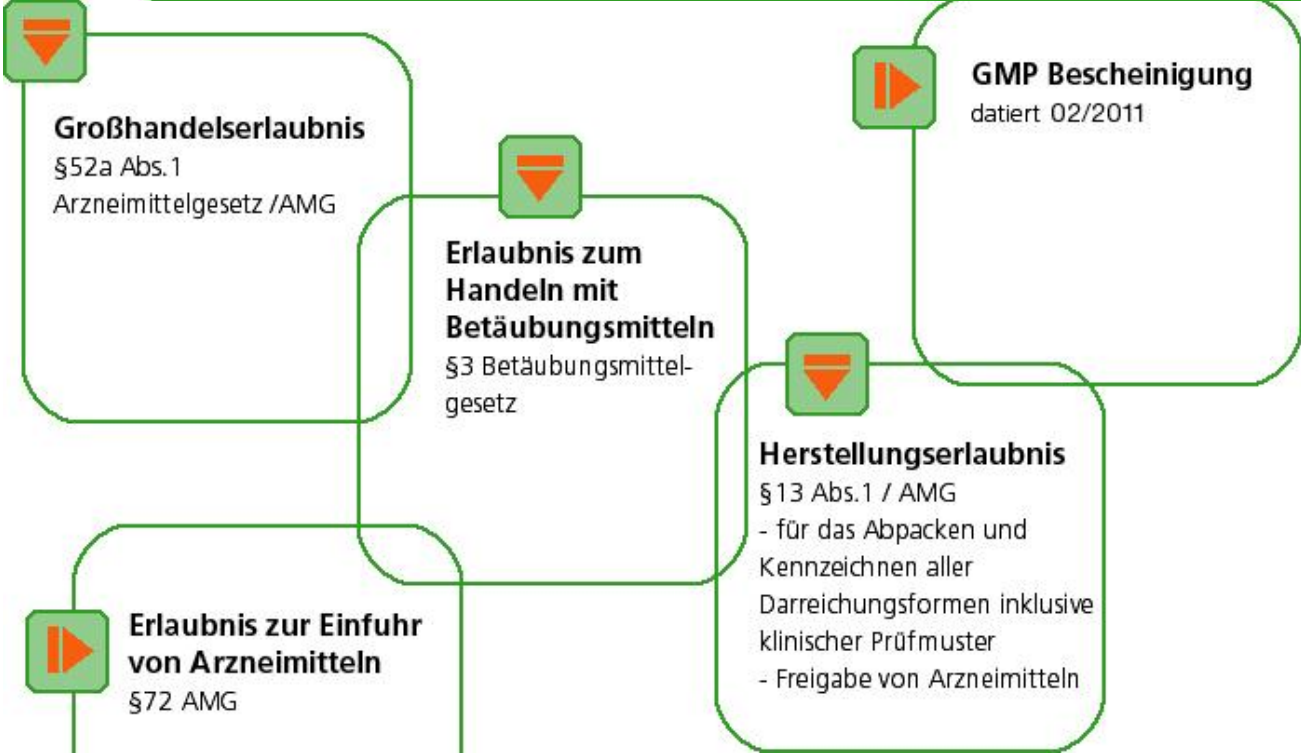 Großhandelserlaubnis
§52a Abs.1
Arzneimittelgesetz /AMG
GMP Bescheinigung
datiert 02/2011
Erlaubnis zum
Handeln mit
Betäubungsmitteln
§3 Betäubungsmittel-
gesetz
Herstellungserlaubnis
§13 Abs.1 / AMG
- für das Abpacken und
Kennzeichnen aller
Darreichungsformen inklusive
klinischer Prüfmuster
- Freigabe von Arzneimitteln
Erlaubnis zur Einfuhr
von Arzneimitteln
§72 AMG